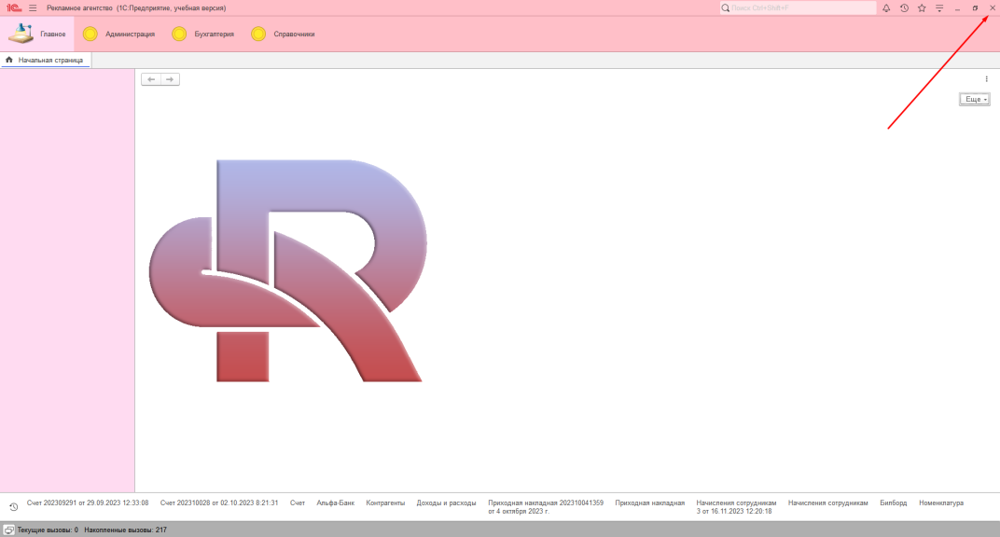 1С Рекламное агентство (1С:Предприятие, учебная версия)
Поиск Ctrl+Shift+F
Главное Администрация Бухгалтерия Справочники
Начальная страница
Еще
Счет 202309291 от 29.09.2023 12:33:08 Счет 202310028 от 02.10.2023 8:21:31 Счет Альфа-Банк Контрагенты Доходы и расходы Приходная накладная 202310041359 Приходная накладная Начисления сотрудникам Начисления сотрудникам Билборд Номенклатура
от 4 октября 2023 г. 3 от 16.11.2023 12:20:18
Текущие вызовы: 0 Накопленные вызовы: 217